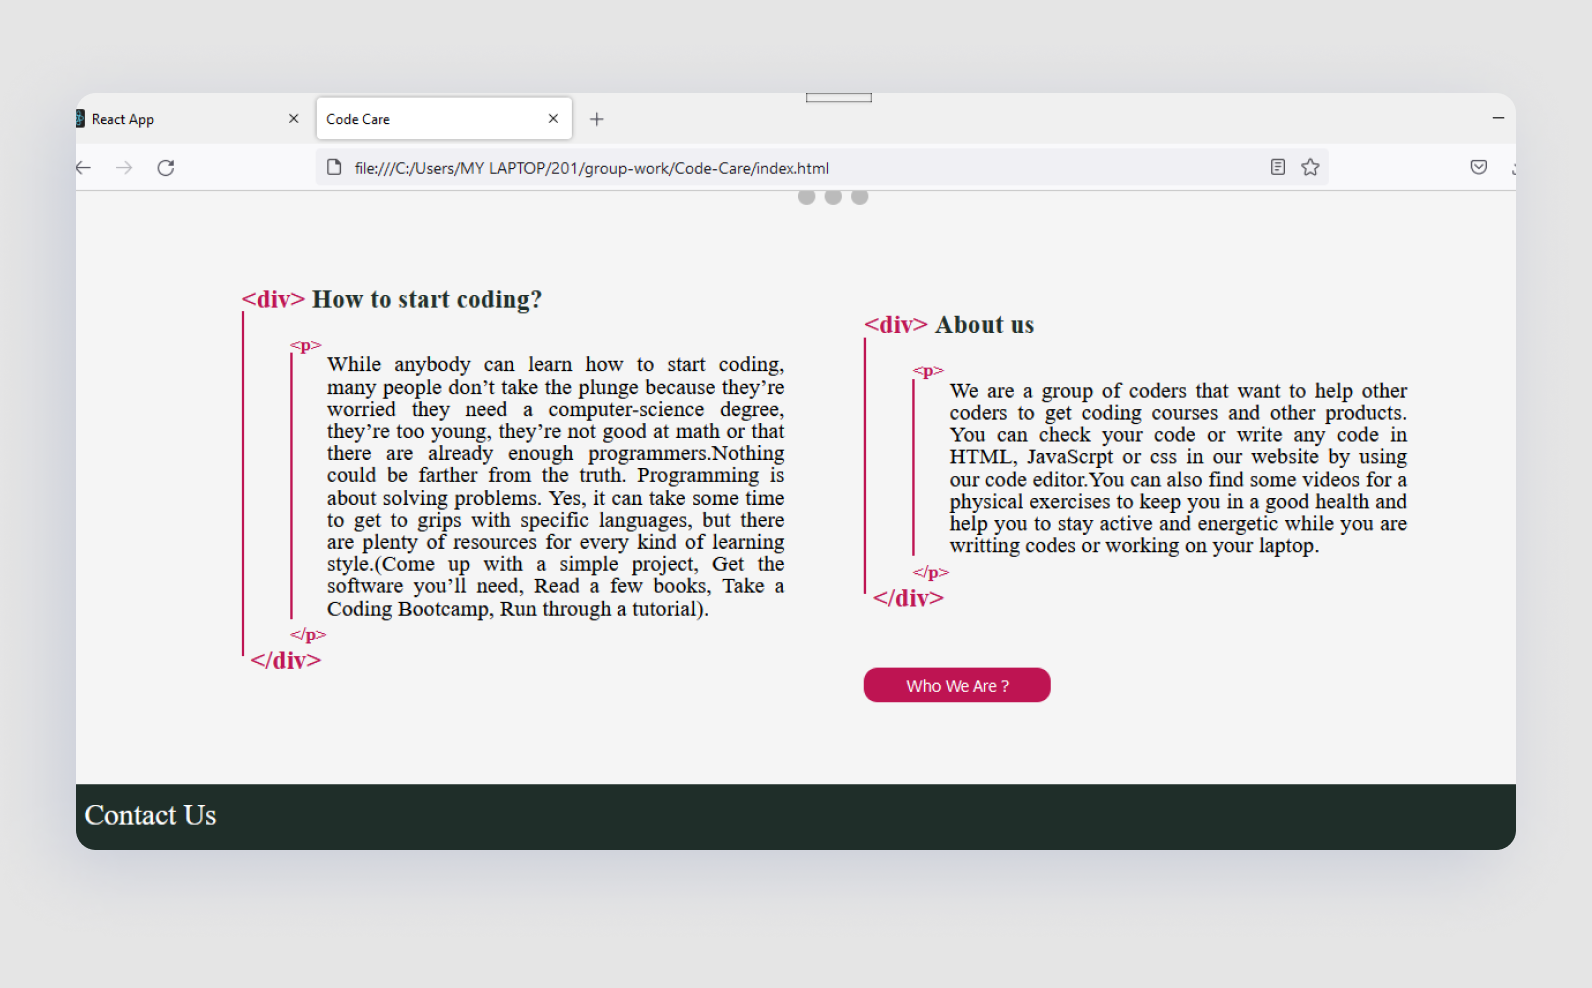 React App
Code Care
file:///C:/Users/MY LAPTOP/201/group-work/Code-Care/index.html
<div> How to start coding?
<p>
While anybody can learn how to start coding,
many people don’t take the plunge because they’re
worried they need a computer-science degree,
they’re too young, they’re not good at math or that
there are already enough programmers.Nothing
could be farther from the truth. Programming is
about solving problems. Yes, it can take some time
to get to grips with specific languages, but there
are plenty of resources for every kind of learning
style.(Come up with a simple project, Get the
software you’ll need, Read a few books, Take a
Coding Bootcamp, Run through a tutorial).
</p>
</div>
<div> About us
<p>
We are a group of coders that want to help other
coders to get coding courses and other products.
You can check your code or write any code in
HTML, JavaScrpt or css in our website by using
our code editor.You can also find some videos for a
physical exercises to keep you in a good health and
help you to stay active and energetic while you are
writting codes or working on your laptop.
</p>
</div>
Who We Are ?
Contact Us